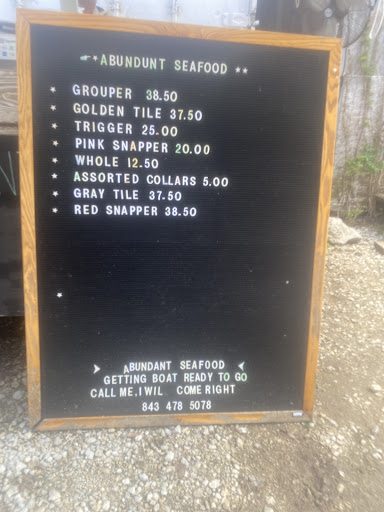 ☛*ABUNDUNT SEAFOOD **
* GROUPER 38.50
* GOLDEN TILE 37.50
* TRIGGER 25.00
* PINK SNAPPER 20.00
* WHOLE 12.50
* ASSORTED COLLARS 5.00
* GRAY TILE 37.50
* RED SNAPPER 38.50
ABUNDANT SEAFOOD
GETTING BOAT READY TO GO
CALL ME.I WIL COME RIGHT
843 478 5078